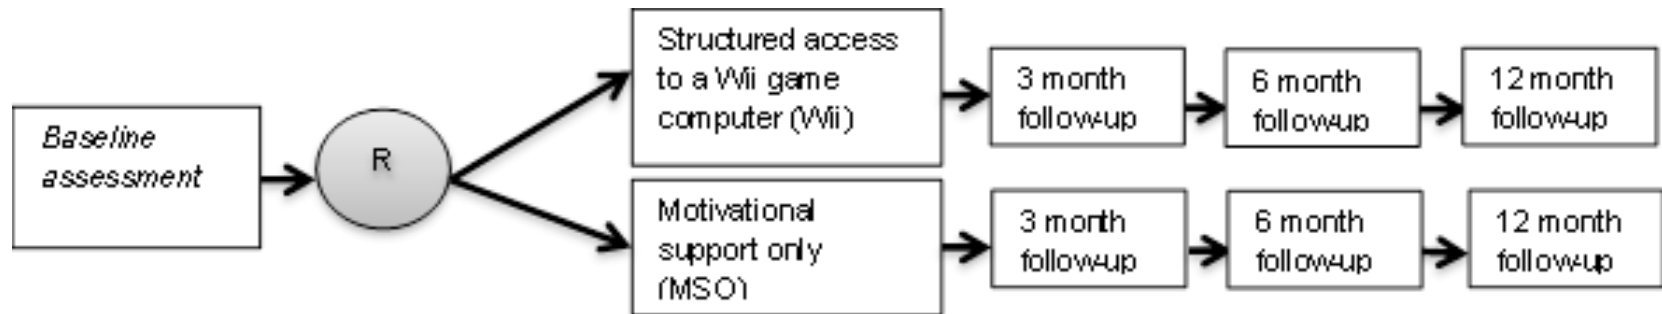 Baseline
assessment
R
Structured access
to a Wii game
computer (Wii)
3 month
follow-up
6 month
follow-up
12 month
follow-up
Motivational
support only
(MSO)
3 month
follow-up
6 month
follow-up
12 month
follow-up